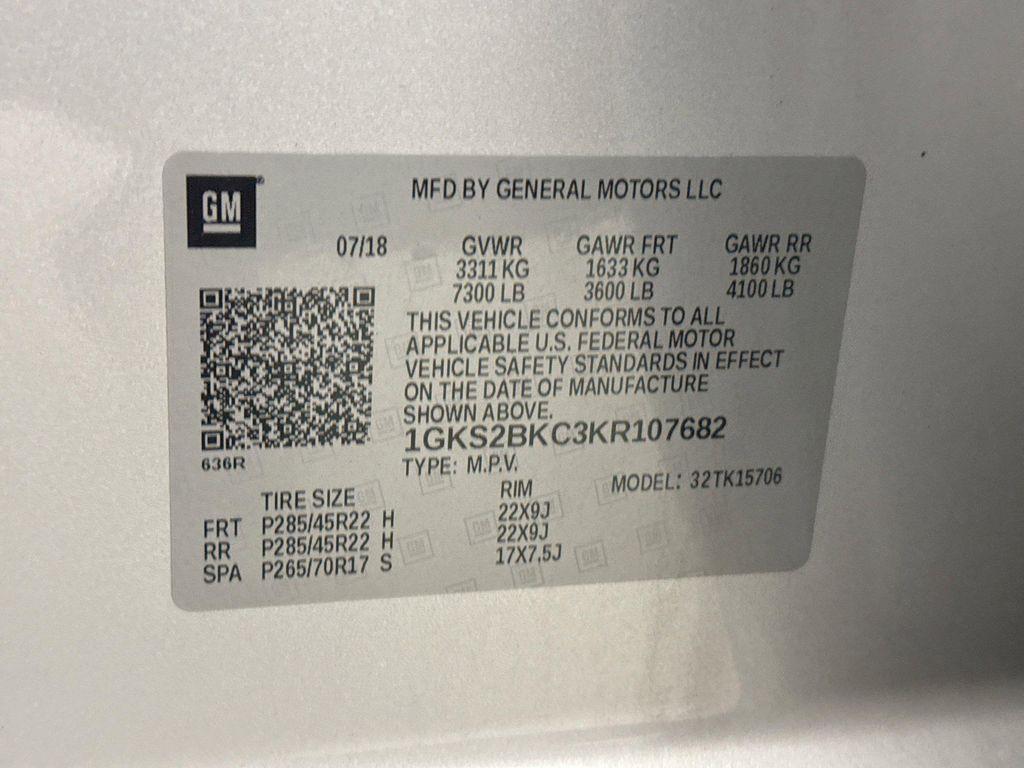 GM
MFD BY GENERAL MOTORS LLC
07/18 GVWR GAWR FRT GAWR RR
3311 KG 1633 KG 1860 KG
7300 LB 3600 LB 4100 LB
THIS VEHICLE CONFORMS TO ALL
APPLICABLE U.S. FEDERAL MOTOR
VEHICLE SAFETY STANDARDS IN EFFECT
ON THE DATE OF MANUFACTURE
SHOWN ABOVE.
1GKS2BKC3KR107682
636R
TYPE: M.P.V. MODEL: 32TK15706
TIRE SIZE RIM
FRT P285/45R22 H 22X9J
RR P285/45R22 H 22X9J
SPA P265/70R17 S 17X7.5J